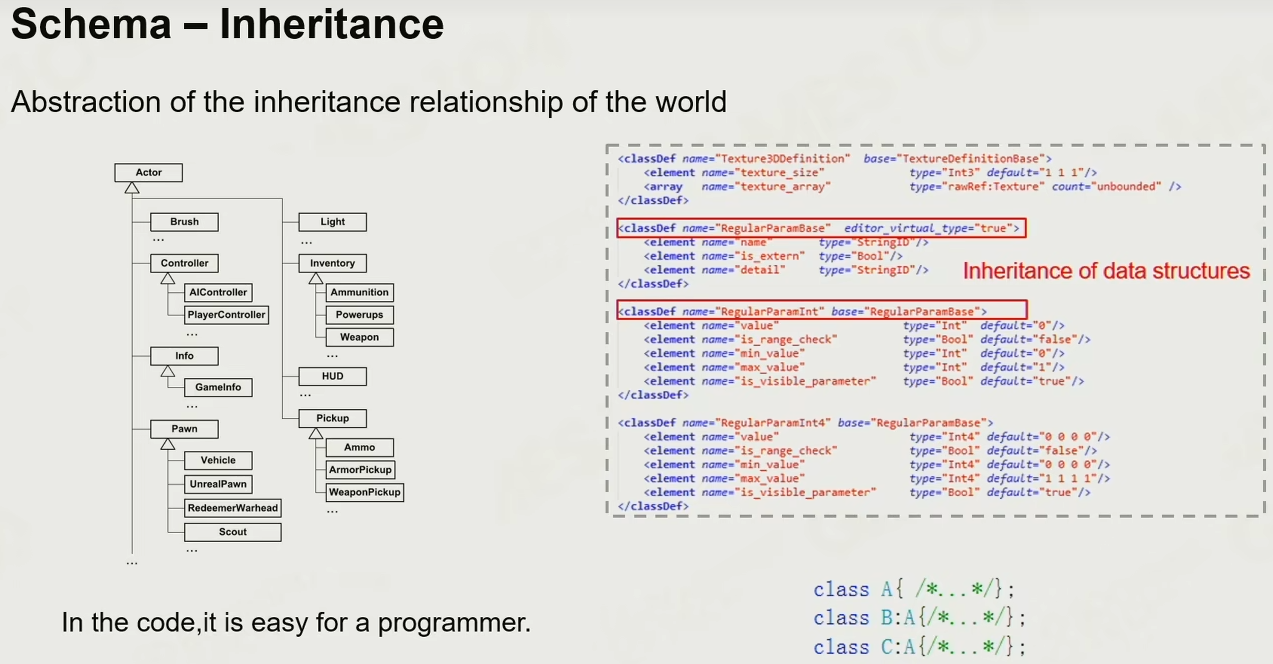 Schema – Inheritance
Abstraction of the inheritance relationship of the world
Actor
Brush
...
Controller
AIController
PlayerController
...
Info
GameInfo
...
Pawn
Vehicle
UnrealPawn
RedeemerWarhead
Scout
...
...
Light
...
Inventory
Ammunition
Powerups
Weapon
...
HUD
...
Pickup
Ammo
ArmorPickup
WeaponPickup
...
<classDef name="Texture3DDefinition" base="TextureDefinitionBase">
<element name="texture_size" type="Int3" default="1 1 1"/>
<array name="texture_array" type="rawRef:Texture" count="unbounded" />
</classDef>
<classDef name="RegularParamBase" editor_virtual_type="true">
<element name="name" type="StringID"/>
<element name="is_extern" type="Bool"/>
<element name="detail" type="StringID"/>
</classDef>
Inheritance of data structures
<classDef name="RegularParamInt" base="RegularParamBase">
<element name="value" type="Int" default="0"/>
<element name="is_range_check" type="Bool" default="false"/>
<element name="min_value" type="Int" default="0"/>
<element name="max_value" type="Int" default="1"/>
<element name="is_visible_parameter" type="Bool" default="true"/>
</classDef>
<classDef name="RegularParamInt4" base="RegularParamBase">
<element name="value" type="Int4" default="0 0 0 0"/>
<element name="is_range_check" type="Bool" default="false"/>
<element name="min_value" type="Int4" default="0 0 0 0"/>
<element name="max_value" type="Int4" default="1 1 1 1"/>
<element name="is_visible_parameter" type="Bool" default="true"/>
</classDef>
In the code,it is easy for a programmer.
class A{ /*...*/};
class B:A{/*...*/};
class C:A{/*...*/};